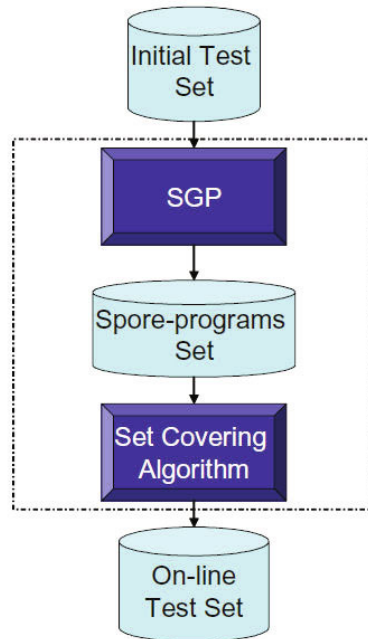 Initial Test
Set
SGP
Spore-programs
Set
Set Covering
Algorithm
On-line
Test Set